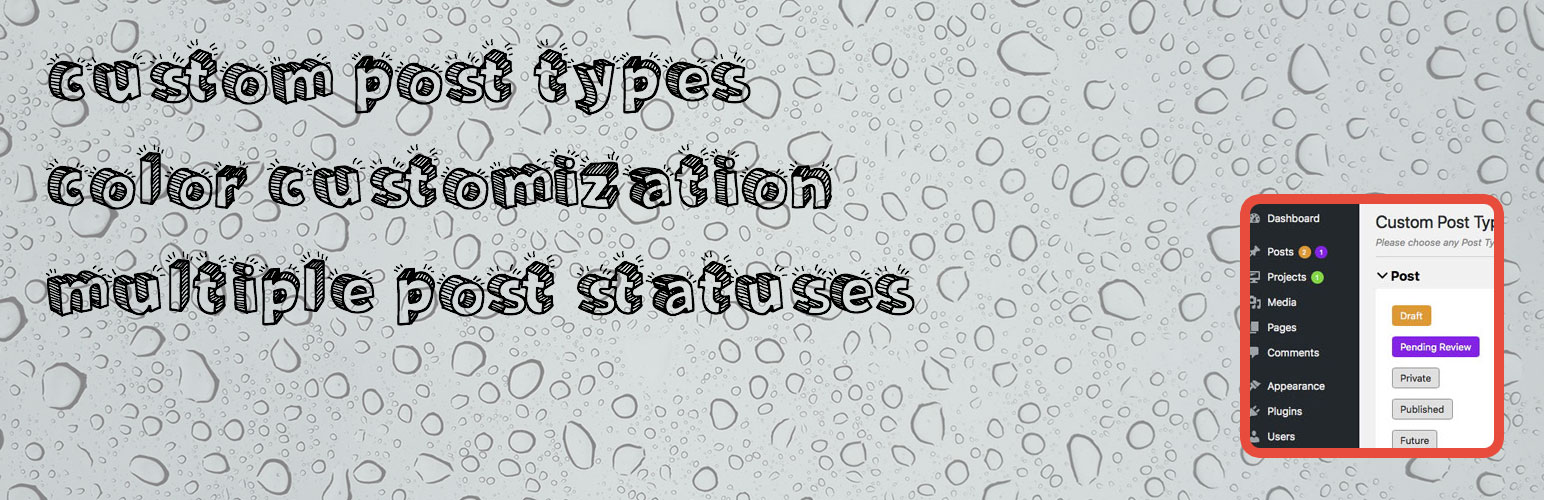 custom post types
color customization
multiple post statuses
Dashboard
Posts 2 1
Projects 1
Media
Pages
Comments
Appearance
Plugins
Users
Custom Post Typ
Please choose any Post Ty
Post
Draft
Pending Review
Private
Published
Future